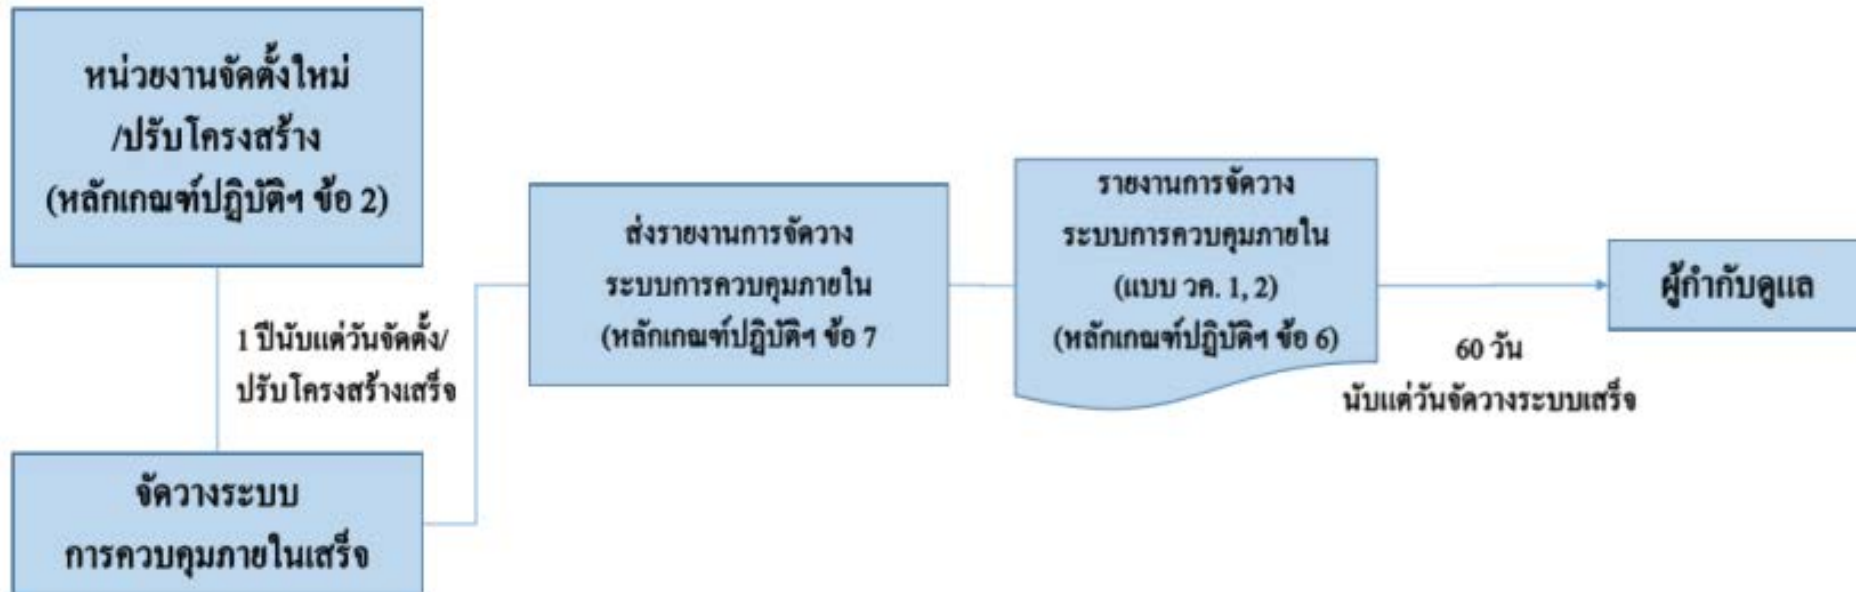 หน่วยงานจัดตั้งใหม่
/ปรับโครงสร้าง
(หลักเกณฑ์ปฏิบัติฯ ข้อ 2)
1 ปีนับแต่วันจัดตั้ง/
ปรับโครงสร้างเสร็จ
จัดวางระบบ
การควบคุมภายในเสร็จ
ส่งรายงานการจัดวาง
ระบบการควบคุมภายใน
(หลักเกณฑ์ปฏิบัติฯ ข้อ 7
รายงานการจัดวาง
ระบบการควบคุมภายใน
(แบบ วค. 1, 2)
(หลักเกณฑ์ปฏิบัติฯ ข้อ 6)
60 วัน
นับแต่วันจัดวางระบบเสร็จ
ผู้กำกับดูแล